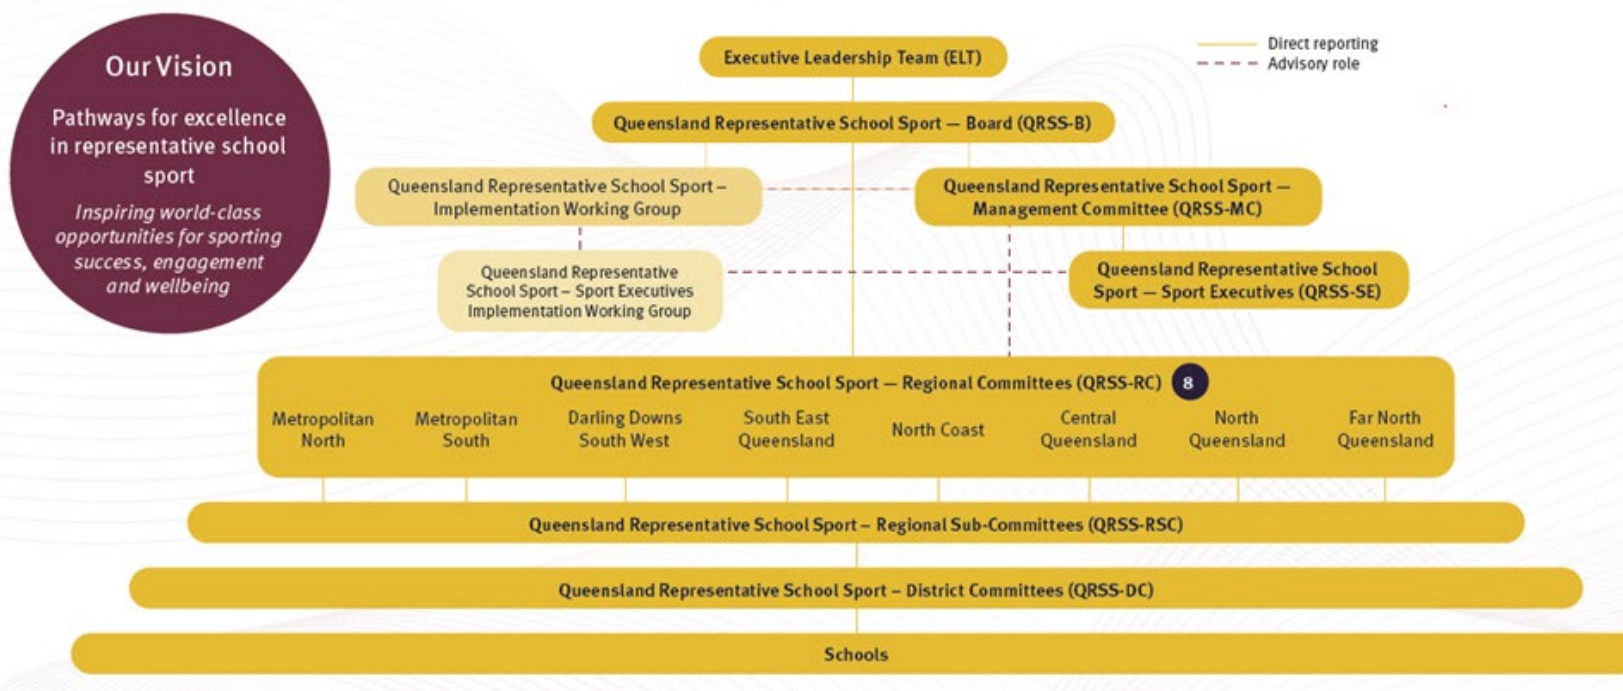 Our Vision
Pathways for excellence
in representative school
sport
Inspiring world-class
opportunities for sporting
success, engagement
and wellbeing
Direct reporting
Advisory role
Executive Leadership Team (ELT)
Queensland Representative School Sport — Board (QRSS-B)
Queensland Representative School Sport –
Implementation Working Group
Queensland Representative School Sport —
Management Committee (QRSS-MC)
Queensland Representative
School Sport – Sport Executives
Implementation Working Group
Queensland Representative School
Sport — Sport Executives (QRSS-SE)
Queensland Representative School Sport — Regional Committees (QRSS-RC) 8
Metropolitan
North
Metropolitan
South
Darling Downs
South West
South East
Queensland
North Coast
Central
Queensland
North
Queensland
Far North
Queensland
Queensland Representative School Sport – Regional Sub-Committees (QRSS-RSC)
Queensland Representative School Sport – District Committees (QRSS-DC)
Schools